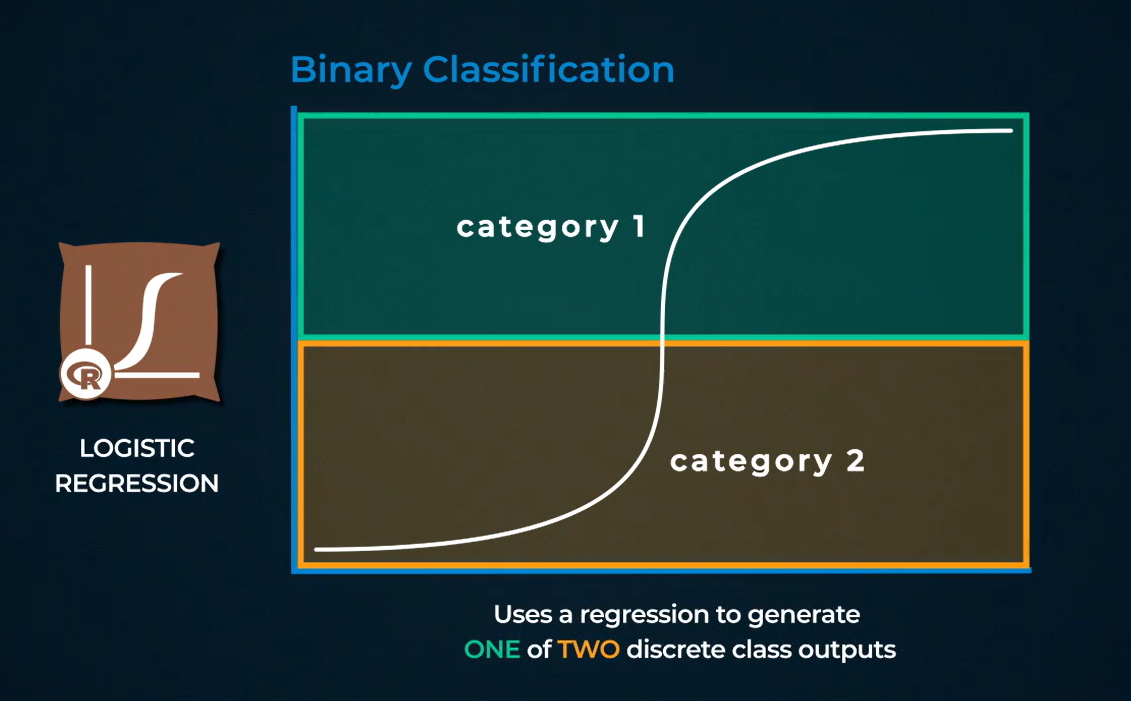 Binary Classification
category 1
R
LOGISTIC
REGRESSION
category 2
Uses a regression to generate
ONE of TWO discrete class outputs